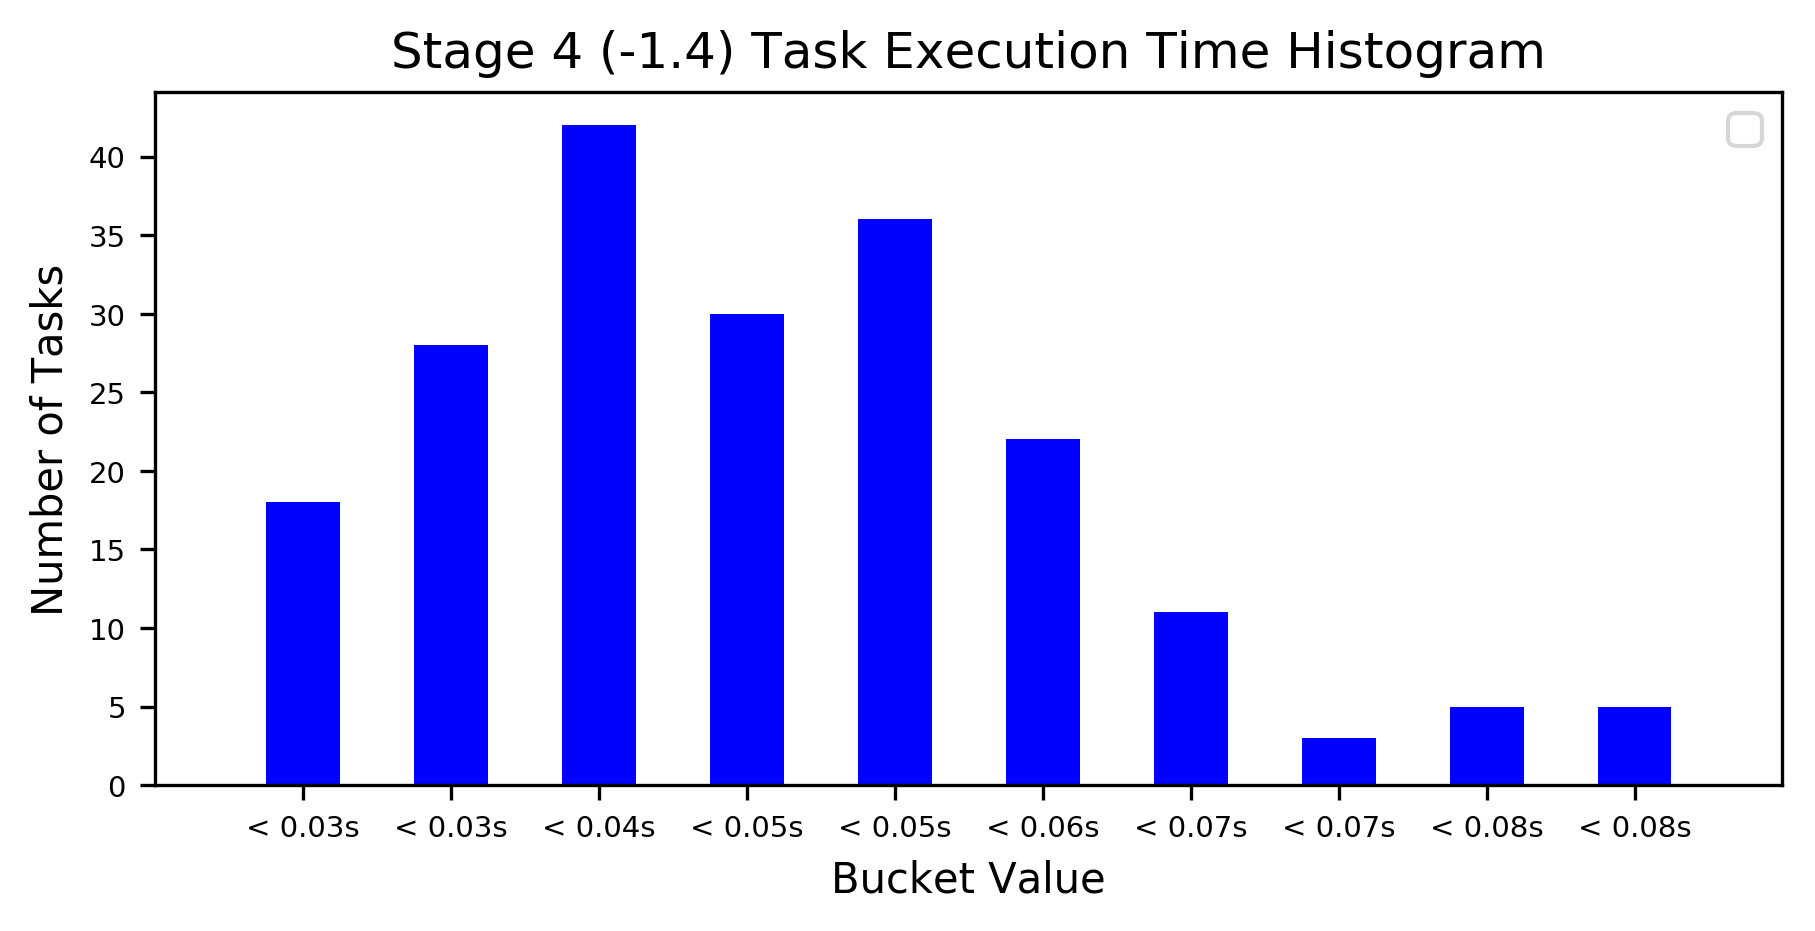 Stage 4 (-1.4) Task Execution Time Histogram
Number of Tasks
40
35
30
25
20
15
10
5
0
< 0.03s < 0.03s < 0.04s < 0.05s < 0.05s < 0.06s < 0.07s < 0.07s < 0.08s < 0.08s
Bucket Value